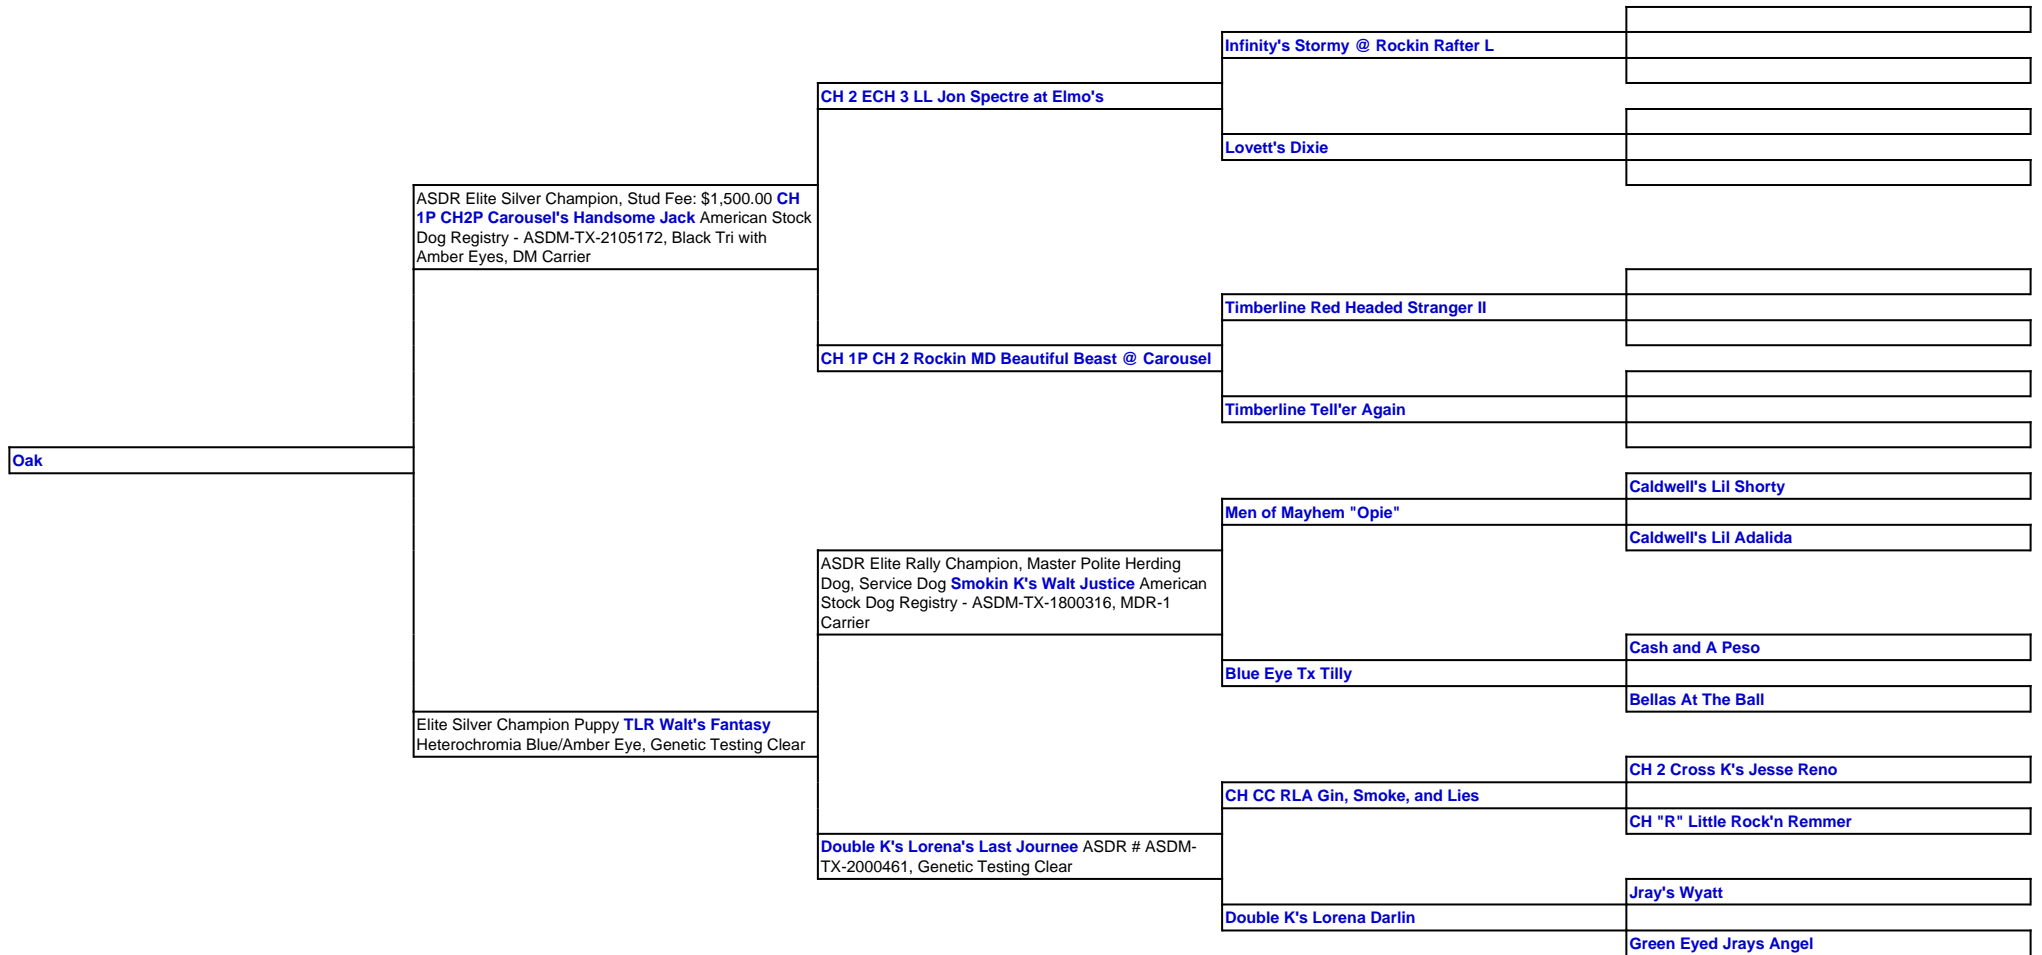 Infinity's Stormy @ Rockin Rafter L
CH 2 ECH 3 LL Jon Spectre at Elmo's
Lovett's Dixie
ASDR Elite Silver Champion, Stud Fee: $1,500.00 CH
1P CH2P Carousel's Handsome Jack American Stock
Dog Registry - ASDM-TX-2105172, Black Tri with
Amber Eyes, DM Carrier
Timberline Red Headed Stranger II
CH 1P CH 2 Rockin MD Beautiful Beast @ Carousel
Timberline Tell'er Again
Oak
Caldwell's Lil Shorty
Men of Mayhem "Opie"
Caldwell's Lil Adalida
ASDR Elite Rally Champion, Master Polite Herding
Dog, Service Dog Smokin K's Walt Justice American
Stock Dog Registry - ASDM-TX-1800316, MDR-1
Carrier
Cash and A Peso
Blue Eye Tx Tilly
Bellas At The Ball
Elite Silver Champion Puppy TLR Walt's Fantasy
Heterochromia Blue/Amber Eye, Genetic Testing Clear
CH 2 Cross K's Jesse Reno
CH CC RLA Gin, Smoke, and Lies
CH "R" Little Rock'n Remmer
Double K's Lorena's Last Journee ASDR # ASDM-
TX-2000461, Genetic Testing Clear
Jray's Wyatt
Double K's Lorena Darlin
Green Eyed Jrays Angel